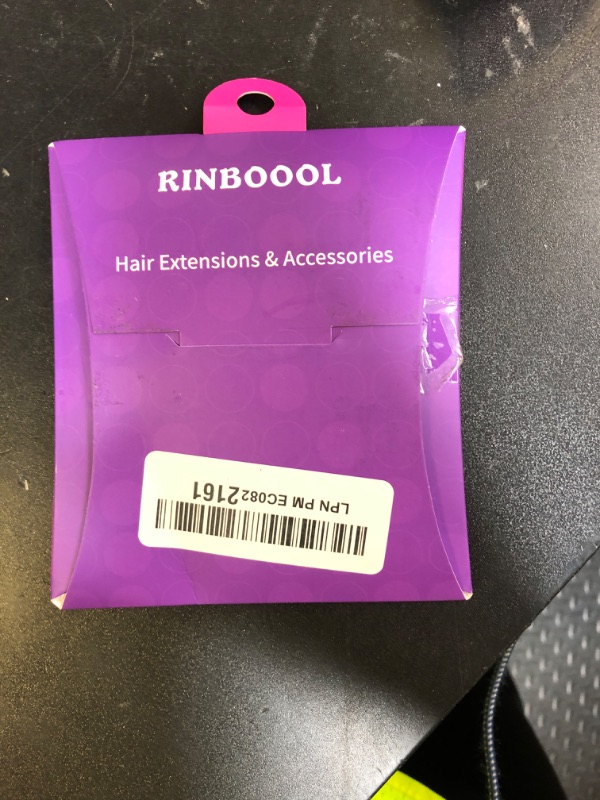 RINBOOOL
Hair Extensions & Accessories
LPN PM EC0822161